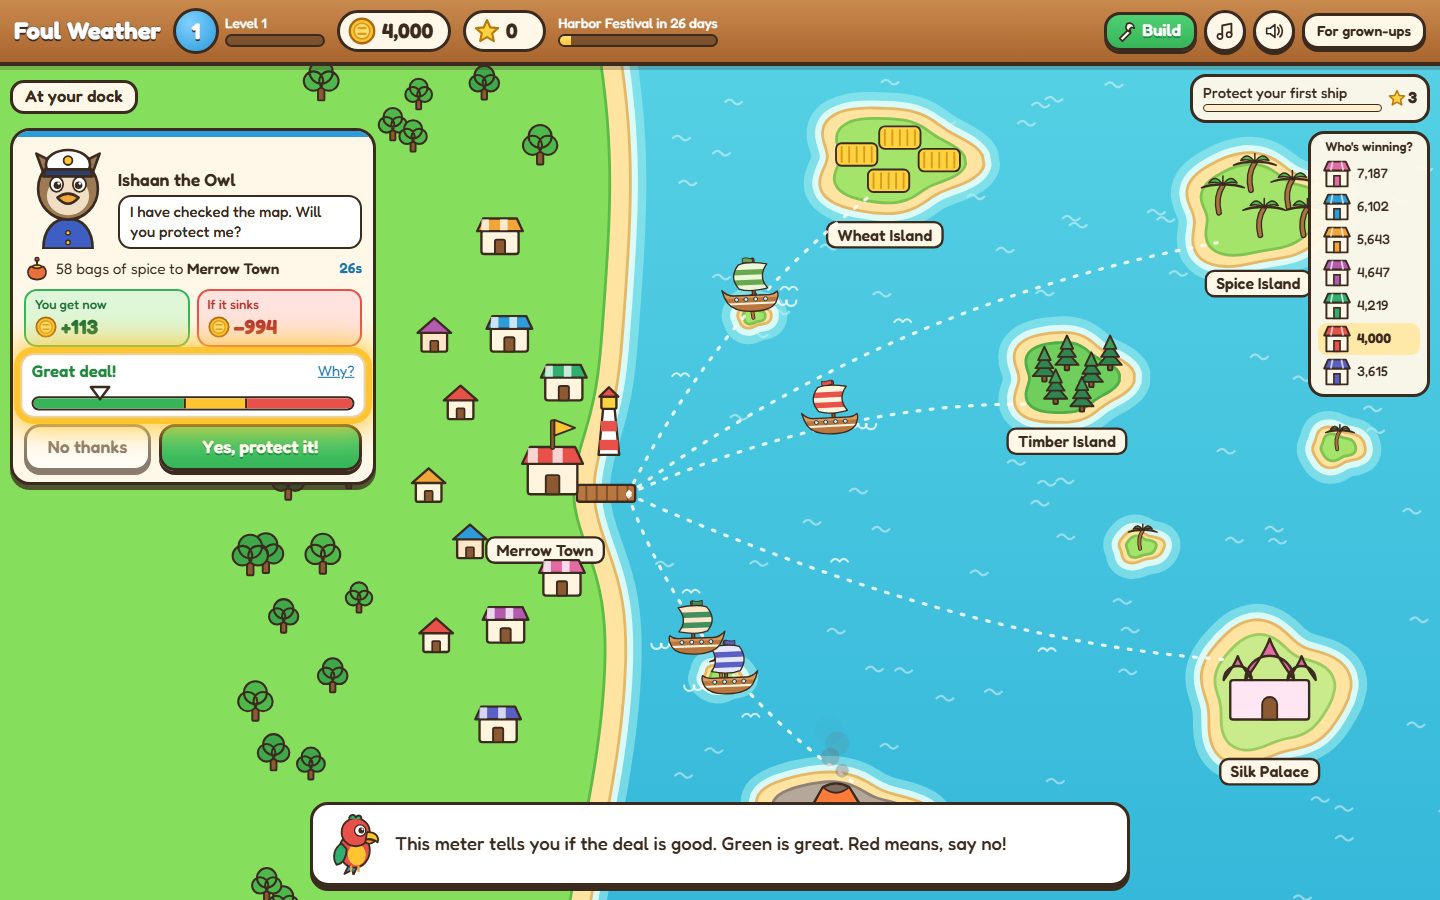 Foul Weather
1
Level 1
4,000
0
Harbor Festival in 26 days
Build
For grown-ups
At your dock
Protect your first ship
3
Who's winning?
7,187
6,102
5,643
4,647
4,219
4,000
3,615
Ishaan the Owl
I have checked the map. Will
you protect me?
58 bags of spice to Merrow Town
26s
You get now
+113
If it sinks
-994
Great deal!
Why?
No thanks
Yes, protect it!
Wheat Island
Spice Island
Timber Island
Merrow Town
Silk Palace
This meter tells you if the deal is good. Green is great. Red means, say no!